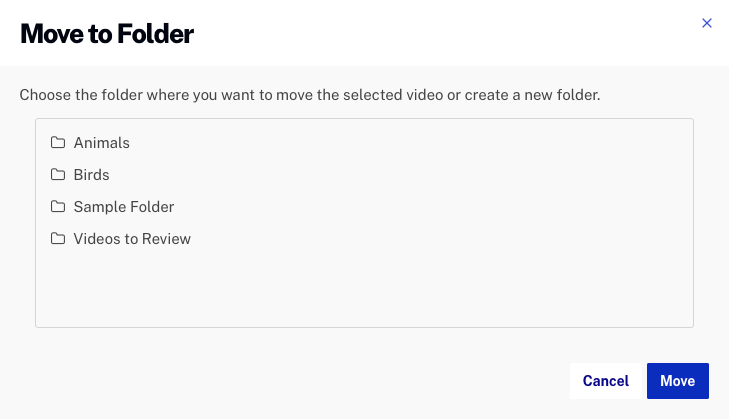 Move to Folder
Choose the folder where you want to move the selected video or create a new folder.
Animals
Birds
Sample Folder
Videos to Review
Cancel Move